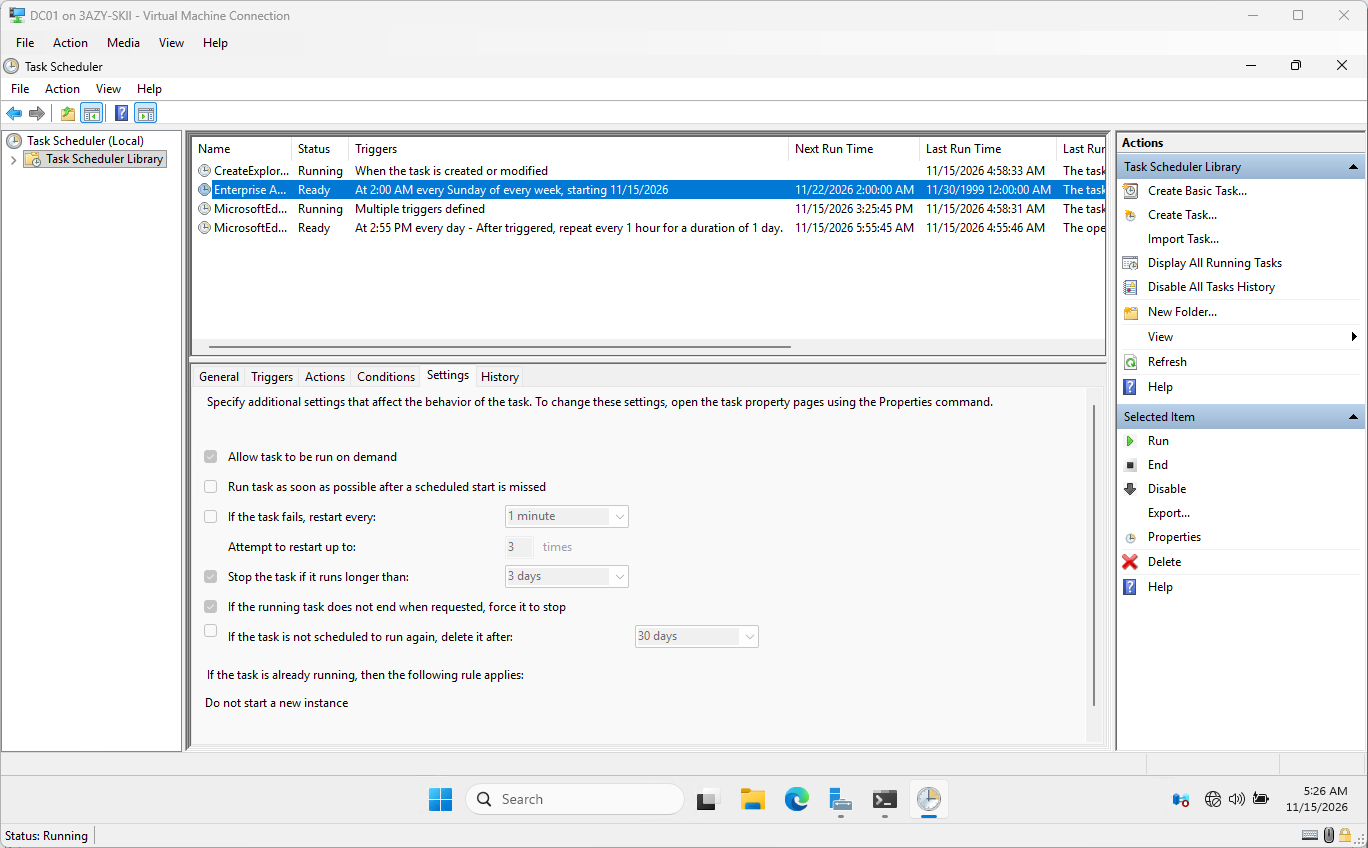 DC01 on 3AZY-SKII - Virtual Machine Connection
File Action Media View Help
Task Scheduler
File Action View Help
Task Scheduler (Local)
Task Scheduler Library
Name Status Triggers Next Run Time Last Run Time Last Run
CreateExplor... Running When the task is created or modified 11/15/2026 4:58:33 AM The task
Enterprise A... Ready At 2:00 AM every Sunday of every week, starting 11/15/2026 11/22/2026 2:00:00 AM 11/30/1999 12:00:00 AM The task
MicrosoftEd... Running Multiple triggers defined 11/15/2026 3:25:45 PM 11/15/2026 4:58:31 AM The task
MicrosoftEd... Ready At 2:55 PM every day - After triggered, repeat every 1 hour for a duration of 1 day. 11/15/2026 5:55:45 AM 11/15/2026 4:55:46 AM The ope
General Triggers Actions Conditions Settings History
Specify additional settings that affect the behavior of the task. To change these settings, open the task property pages using the Properties command.
Allow task to be run on demand
Run task as soon as possible after a scheduled start is missed
If the task fails, restart every: 1 minute
Attempt to restart up to: 3 times
Stop the task if it runs longer than: 3 days
If the running task does not end when requested, force it to stop
If the task is not scheduled to run again, delete it after: 30 days
If the task is already running, then the following rule applies:
Do not start a new instance
Actions
Task Scheduler Library
Create Basic Task...
Create Task...
Import Task...
Display All Running Tasks
Disable All Tasks History
New Folder...
View
Refresh
Help
Selected Item
Run
End
Disable
Export...
Properties
Delete
Help
Search
5:26 AM
11/15/2026
Status: Running